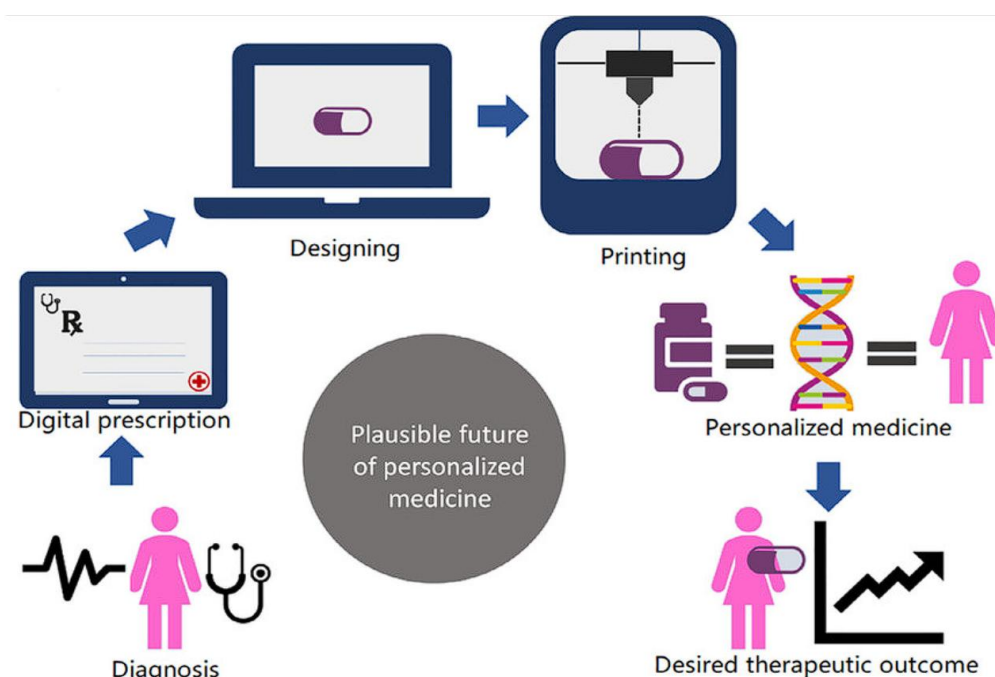 Designing
Printing
℞
Digital prescription
Personalized medicine
Plausible future
of personalized
medicine
Diagnosis
Desired therapeutic outcome